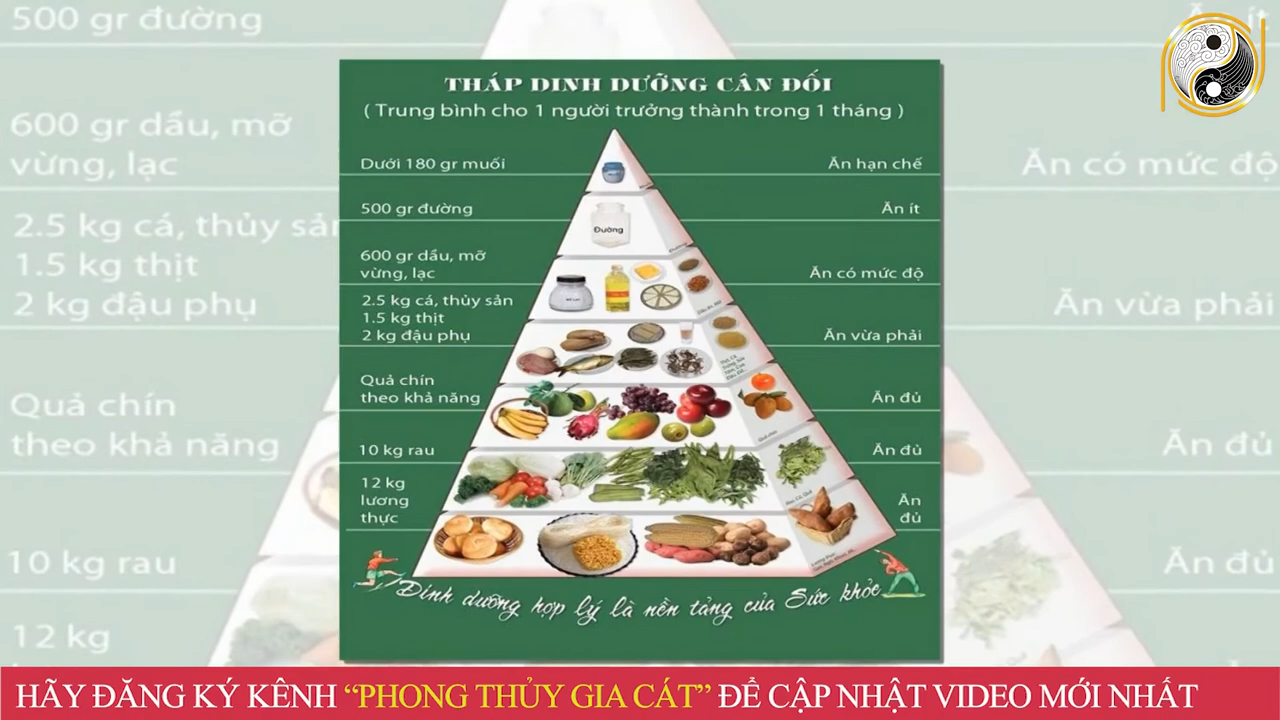 THÁP DINH DƯỠNG CÂN ĐỐI
( Trung bình cho 1 người trưởng thành trong 1 tháng )
Dưới 180 gr muối
Ăn hạn chế
500 gr đường
Ăn ít
Đường
600 gr dầu, mỡ
vừng, lạc
Ăn có mức độ
2.5 kg cá, thủy sản
1.5 kg thịt
2 kg đậu phụ
Ăn vừa phải
Quả chín
theo khả năng
Ăn đủ
10 kg rau
Ăn đủ
12 kg
lương
thực
Ăn
đủ
Dinh dưỡng hợp lý là nền tảng của Sức khỏe
500 gr đường
Ăn ít
600 gr dầu, mỡ
vừng, lạc
Ăn có mức độ
2.5 kg cá, thủy sản
1.5 kg thịt
2 kg đậu phụ
Ăn vừa phải
Quả chín
theo khả năng
Ăn đủ
10 kg rau
Ăn đủ
12 kg
HÃY ĐĂNG KÝ KÊNH “PHONG THỦY GIA CÁT” ĐỂ CẬP NHẬT VIDEO MỚI NHẤT